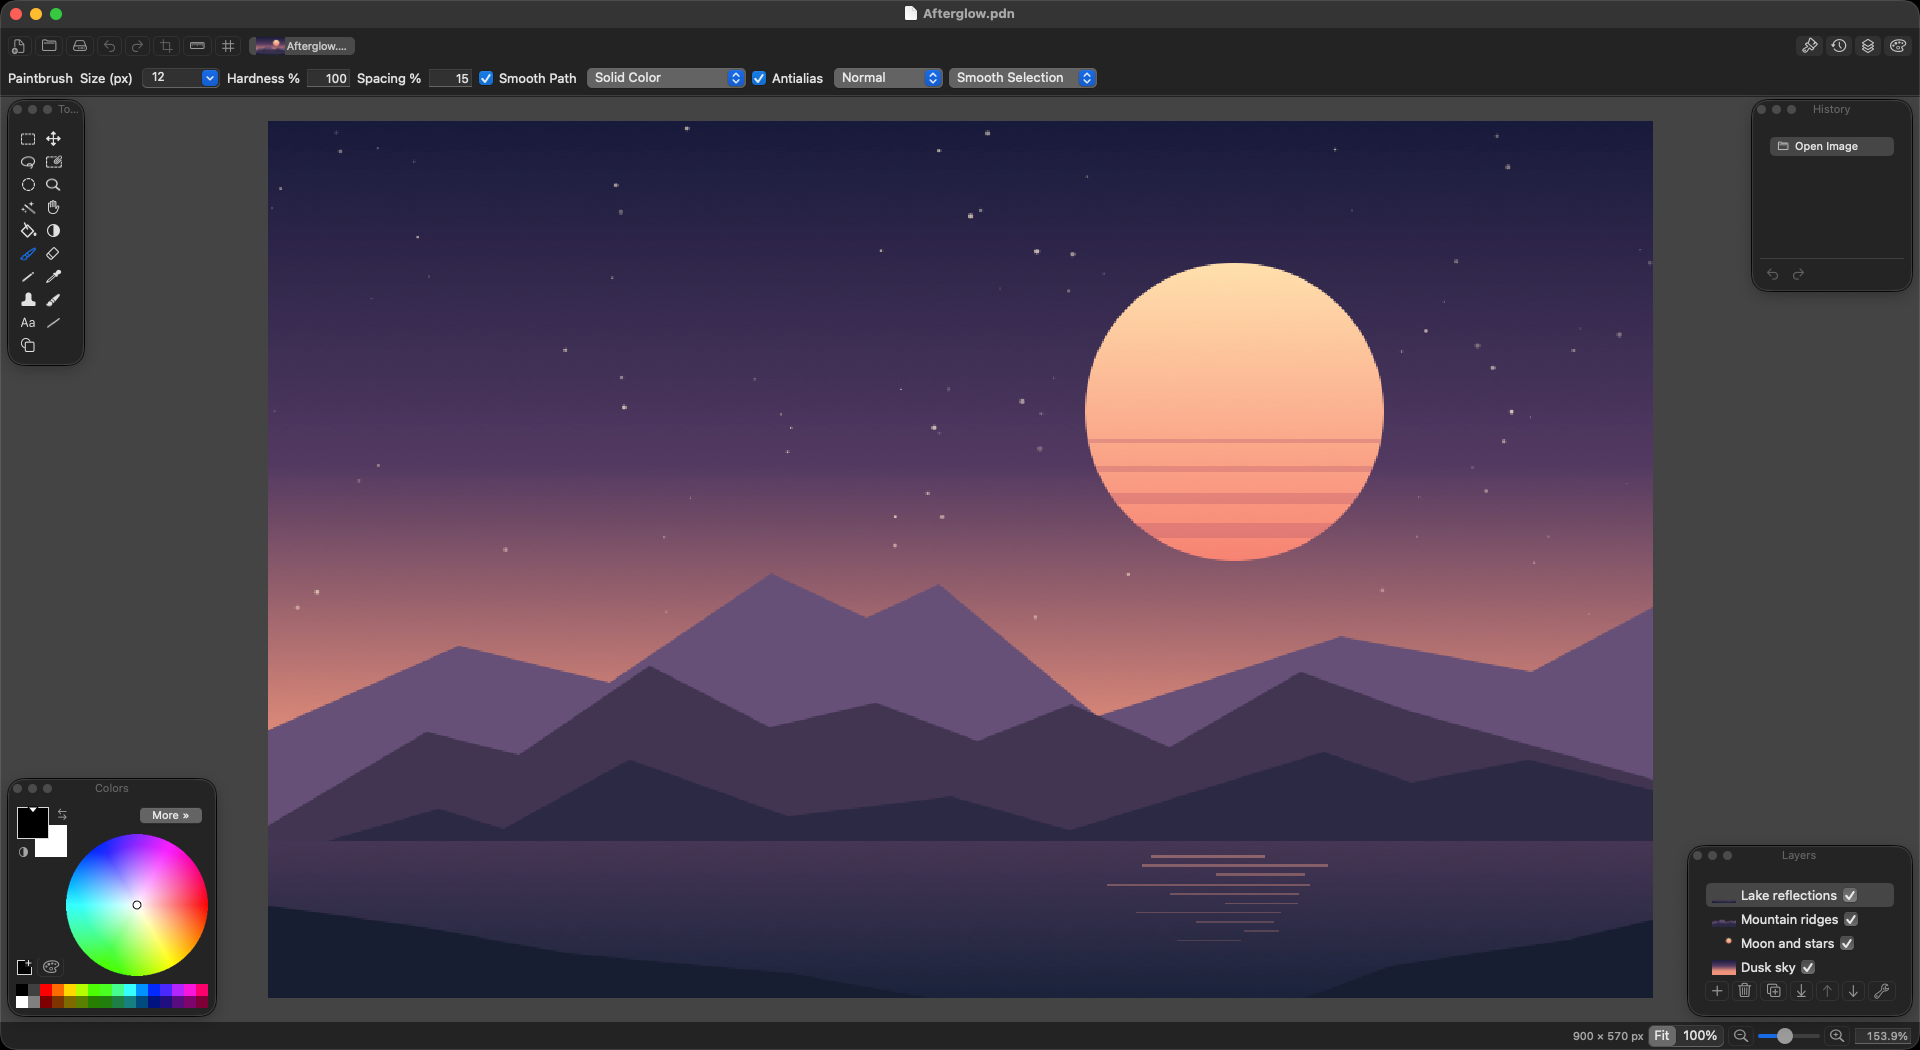 Afterglow.pdn
Afterglow....
Paintbrush Size (px) 12 Hardness % 100 Spacing % 15 Smooth Path Solid Color Antialias Normal Smooth Selection
To...
Aa
History
Open Image
Colors
More »
Layers
Lake reflections
Mountain ridges
Moon and stars
Dusk sky
900 × 570 px Fit 100% 153.9%